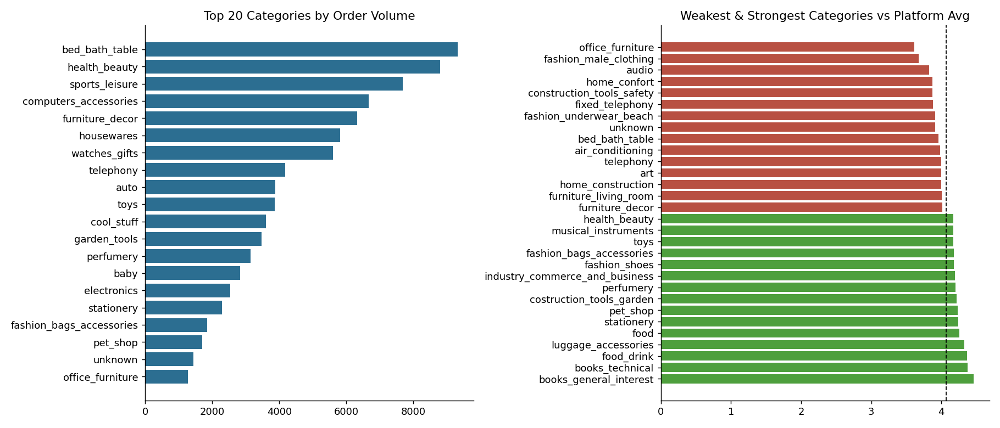 Top 20 Categories by Order Volume
bed_bath_table
health_beauty
sports_leisure
computers_accessories
furniture_decor
housewares
watches_gifts
telephony
auto
toys
cool_stuff
garden_tools
perfumery
baby
electronics
stationery
fashion_bags_accessories
pet_shop
unknown
office_furniture
0 2000 4000 6000 8000
Weakest & Strongest Categories vs Platform Avg
office_furniture
fashion_male_clothing
audio
home_confort
construction_tools_safety
fixed_telephony
fashion_underwear_beach
unknown
bed_bath_table
air_conditioning
telephony
art
home_construction
furniture_living_room
furniture_decor
health_beauty
musical_instruments
toys
fashion_bags_accessories
fashion_shoes
industry_commerce_and_business
perfumery
costruction_tools_garden
pet_shop
stationery
food
luggage_accessories
food_drink
books_technical
books_general_interest
0 1 2 3 4